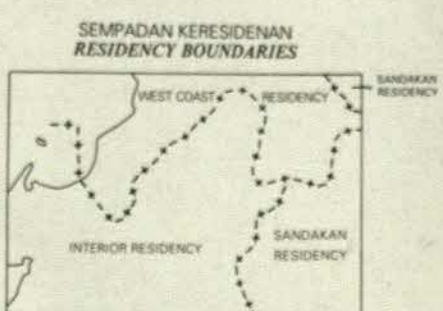 SEMPADAN KERESIDENAN
RESIDENCY BOUNDARIES
SANDAKAN
RESIDENCY
WEST COAST RESIDENCY
INTERIOR RESIDENCY
SANDAKAN
RESIDENCY